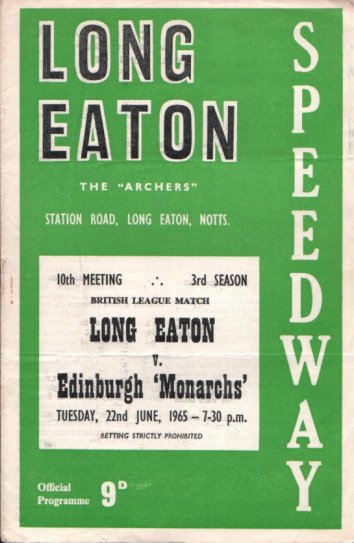 LONG
EATON
THE "ARCHERS"
STATION ROAD, LONG EATON, NOTTS.
SPEEDWAY
10th MEETING ∴ 3rd SEASON
BRITISH LEAGUE MATCH
LONG EATON
v.
Edinburgh 'Monarchs'
TUESDAY, 22nd JUNE, 1965 – 7-30 p.m.
BETTING STRICTLY PROHIBITED
Official
Programme 9D